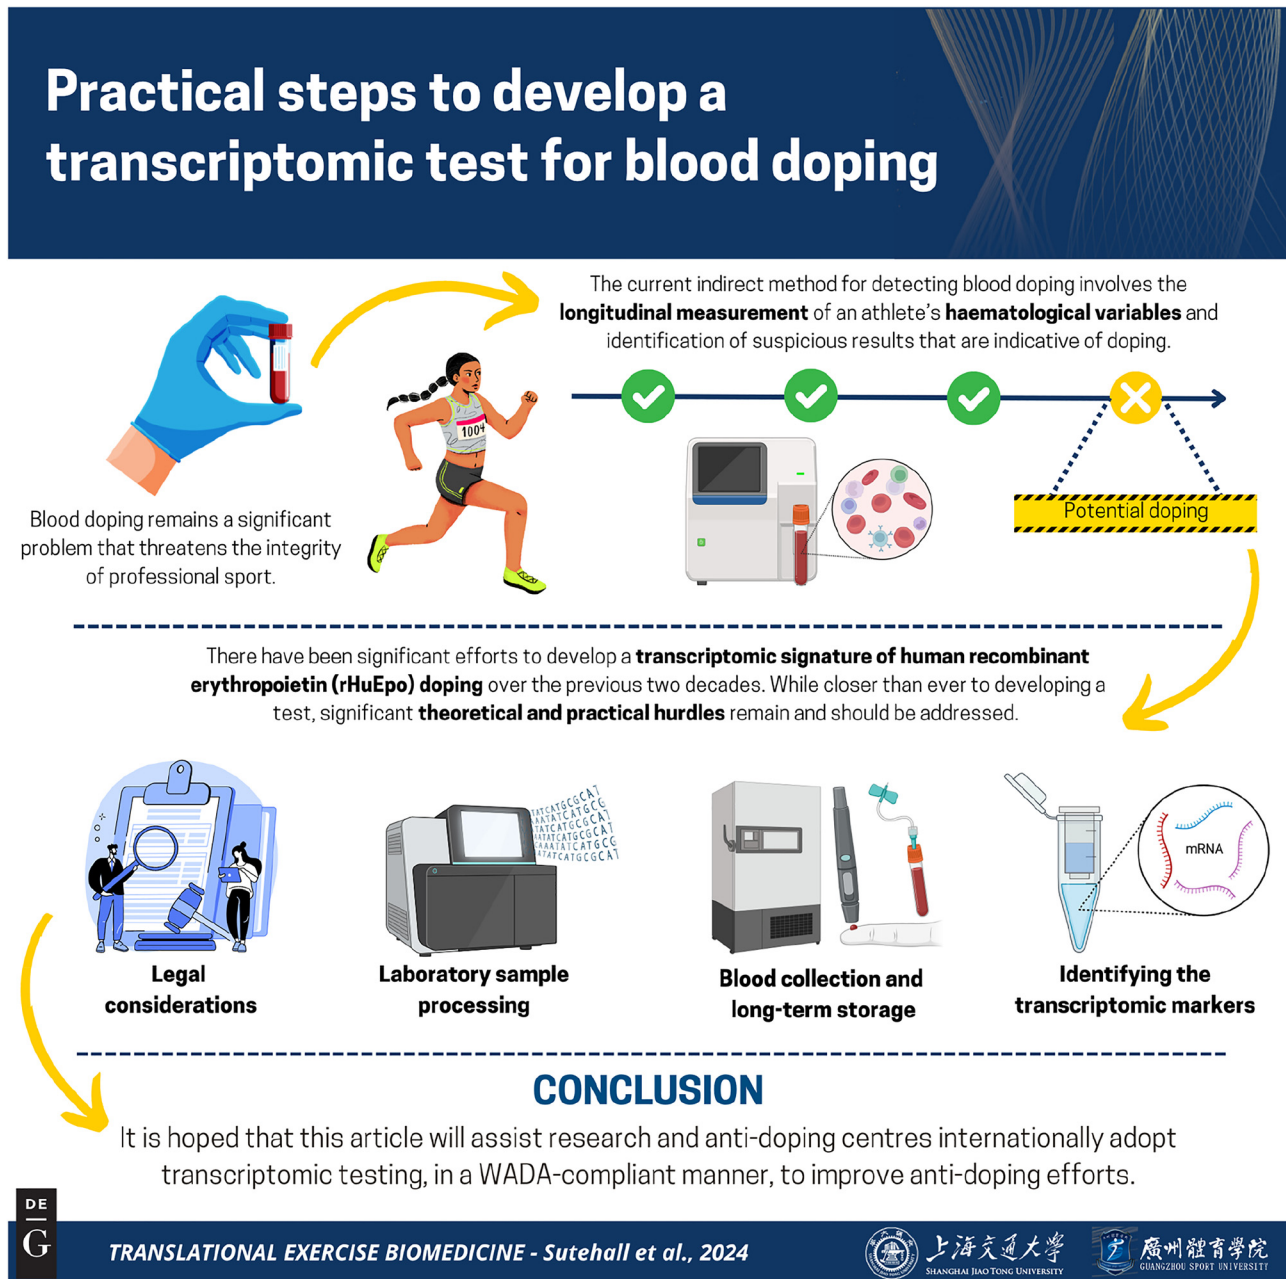 Practical steps to develop a
transcriptomic test for blood doping
The current indirect method for detecting blood doping involves the
longitudinal measurement of an athlete's haematological variables and
identification of suspicious results that are indicative of doping.
1004
Potential doping
Blood doping remains a significant
problem that threatens the integrity
of professional sport.
There have been significant efforts to develop a transcriptomic signature of human recombinant
erythropoietin (rHuEpo) doping over the previous two decades. While closer than ever to developing a
test, significant theoretical and practical hurdles remain and should be addressed.
TATCATGCGCAT
AATATCATGCG
TATCATGCGCAT
AATATCATGCGC
CAAATATCATGCG
ATATCATGCGCAT
mRNA
Legal
considerations
Laboratory sample
processing
Blood collection and
long-term storage
Identifying the
transcriptomic markers
CONCLUSION
It is hoped that this article will assist research and anti-doping centres internationally adopt
transcriptomic testing, in a WADA-compliant manner, to improve anti-doping efforts.
DE
G
TRANSLATIONAL EXERCISE BIOMEDICINE - Sutehall et al., 2024
上海交通大学
SHANGHAI JIAO TONG UNIVERSITY
廣州體育學院
GUANGZHOU SPORT UNIVERSITY